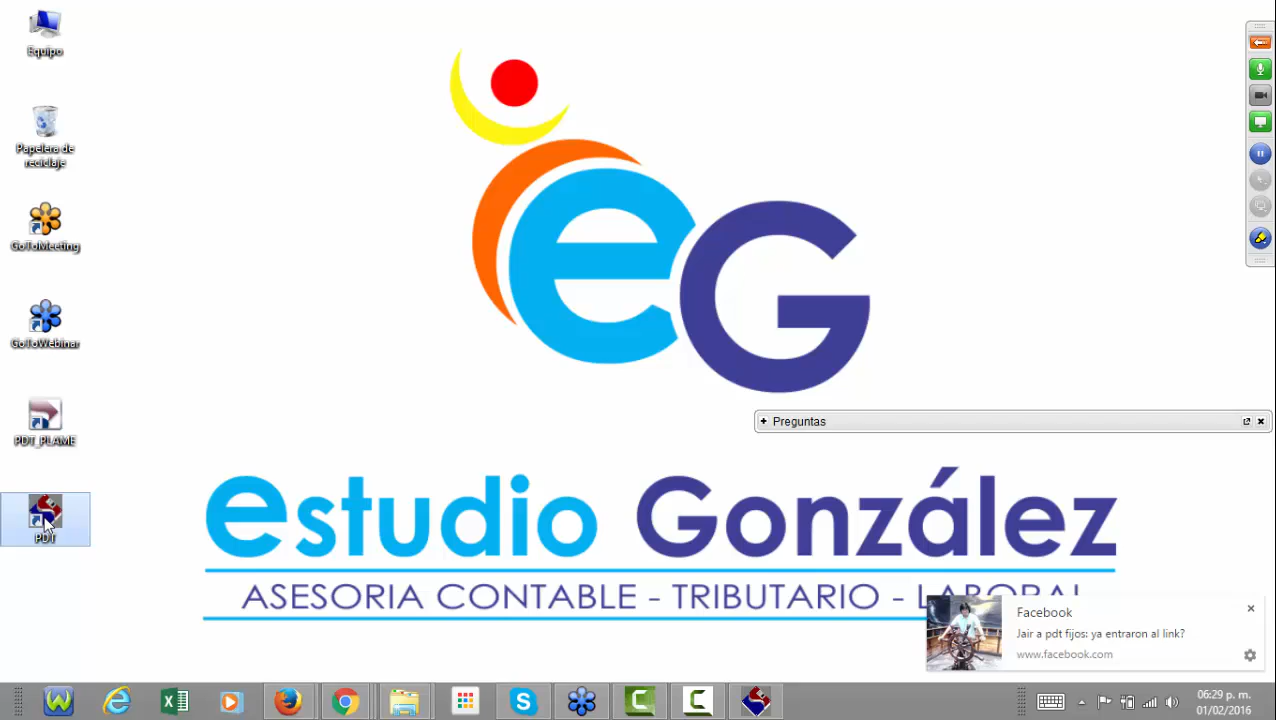 Equipo
Papelera de
reciclaje
GoToMeeting
GoToWebinar
PDT_PLAME
PDT
eG
Preguntas
estudio González
ASESORIA CONTABLE - TRIBUTARIO - LABORAL
Facebook
Jair a pdt fijos: ya entraron al link?
www.facebook.com
06:29 p. m.
01/02/2016